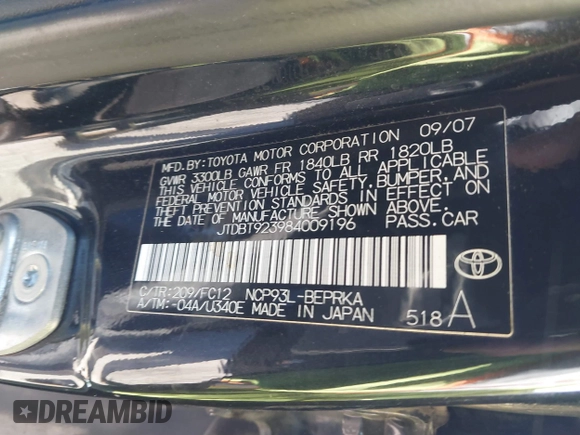 MFD. BY: TOYOTA MOTOR CORPORATION 09/07
GVWR 3300LB GAWR FR 1840LB RR 1820LB
THIS VEHICLE CONFORMS TO ALL APPLICABLE
FEDERAL MOTOR VEHICLE SAFETY, BUMPER, AND
THEFT PREVENTION STANDARDS IN EFFECT ON
THE DATE OF MANUFACTURE SHOWN ABOVE.
JTDBT923984009196 PASS. CAR
C/TR: 209/FC12 NCP93L-BEPRKA
A/TM: -04A/U340E MADE IN JAPAN
518 A
DREAMBID